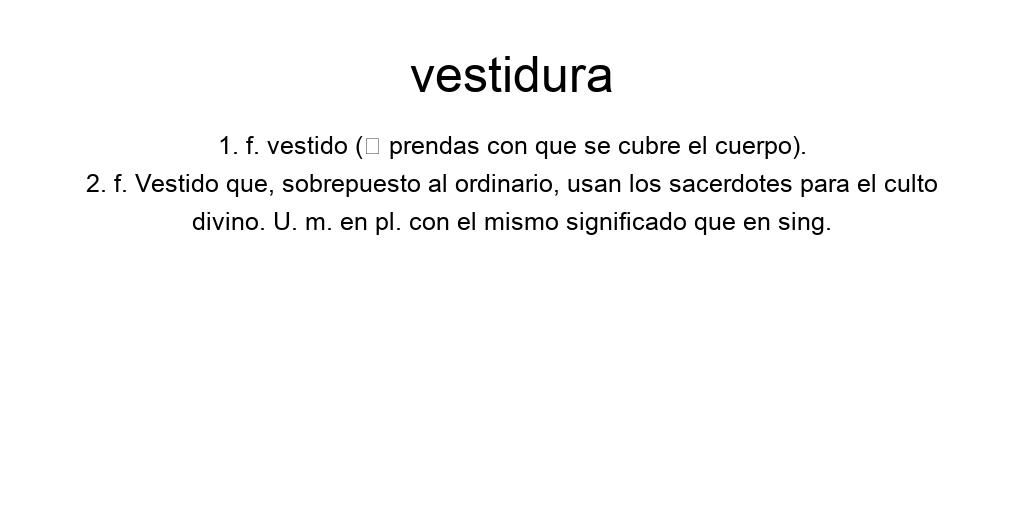 vestidura
1. f. vestido (□ prendas con que se cubre el cuerpo).
2. f. Vestido que, sobrepuesto al ordinario, usan los sacerdotes para el culto
divino. U. m. en pl. con el mismo significado que en sing.